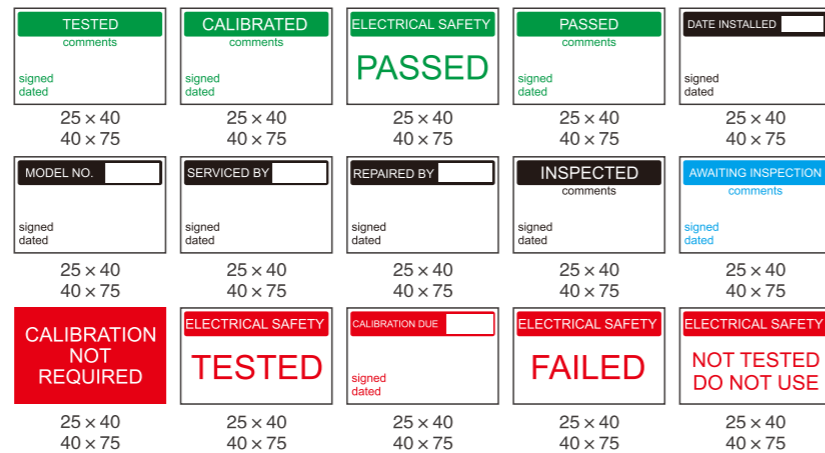 TESTED
comments
signed
dated
25 × 40
40 × 75
CALIBRATED
comments
signed
dated
25 × 40
40 × 75
ELECTRICAL SAFETY
PASSED
25 × 40
40 × 75
PASSED
comments
signed
dated
25 × 40
40 × 75
DATE INSTALLED
signed
dated
25 × 40
40 × 75
MODEL NO.
signed
dated
25 × 40
40 × 75
SERVICED BY
signed
dated
25 × 40
40 × 75
REPAIRED BY
signed
dated
25 × 40
40 × 75
INSPECTED
comments
signed
dated
25 × 40
40 × 75
AWAITING INSPECTION
comments
signed
dated
25 × 40
40 × 75
CALIBRATION
NOT
REQUIRED
25 × 40
40 × 75
ELECTRICAL SAFETY
TESTED
25 × 40
40 × 75
CALIBRATION DUE
signed
dated
25 × 40
40 × 75
ELECTRICAL SAFETY
FAILED
25 × 40
40 × 75
ELECTRICAL SAFETY
NOT TESTED
DO NOT USE
25 × 40
40 × 75